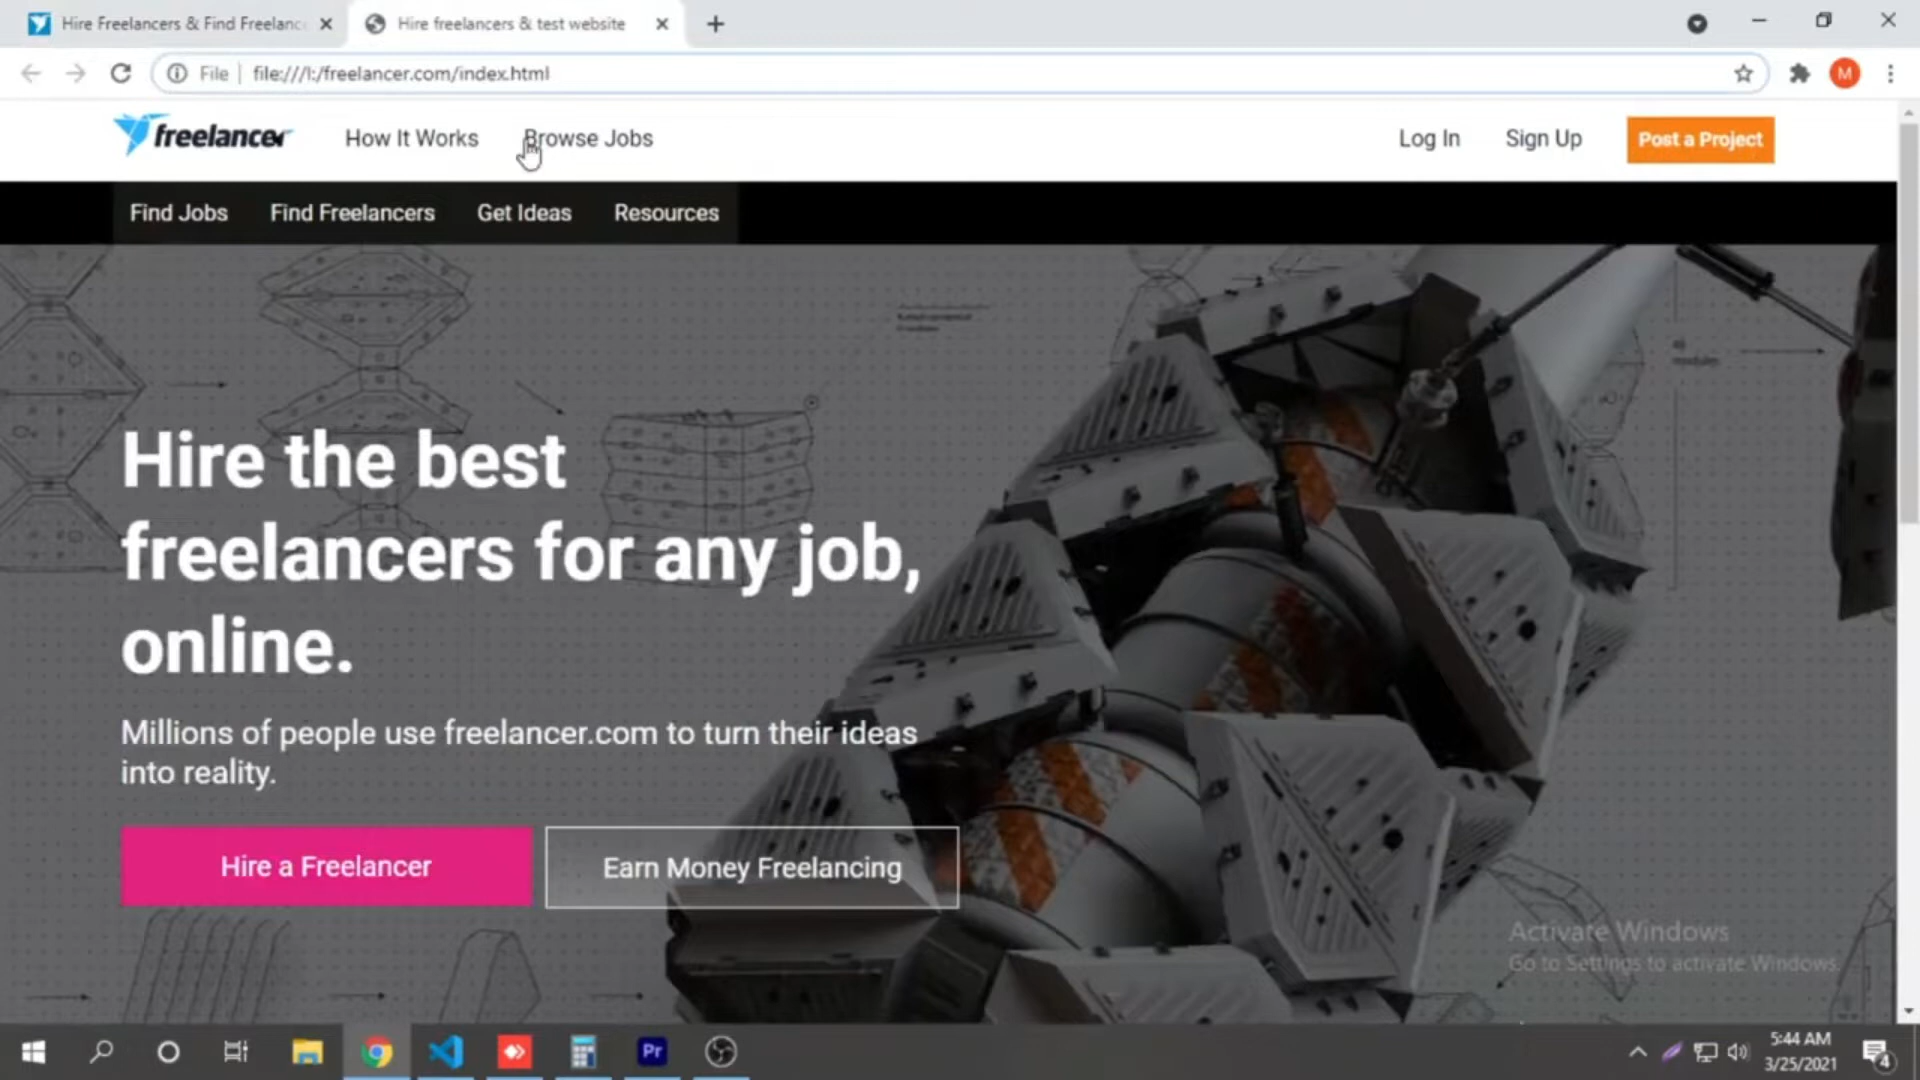 Hire Freelancers & Find Freelanc
Hire freelancers & test website
File
file:///I:/freelancer.com/index.html
M
freelancer
How It Works
Browse Jobs
Log In
Sign Up
Post a Project
Find Jobs
Find Freelancers
Get Ideas
Resources
Hire the best
freelancers for any job,
online.
Millions of people use freelancer.com to turn their ideas
into reality.
Hire a Freelancer
Earn Money Freelancing
Activate Windows
Go to Settings to activate Windows.
Pr
5:44 AM
3/25/2021
4